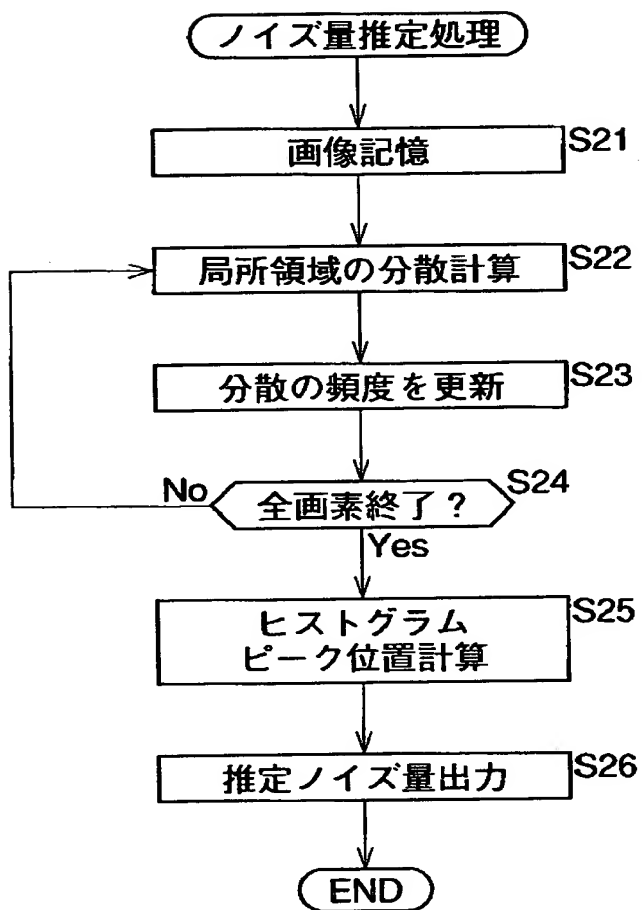 ノイズ量推定処理
画像記憶
S21
局所領域の分散計算
S22
分散の頻度を更新
S23
全画素終了？
S24
No
Yes
ヒストグラム
ピーク位置計算
S25
推定ノイズ量出力
S26
END